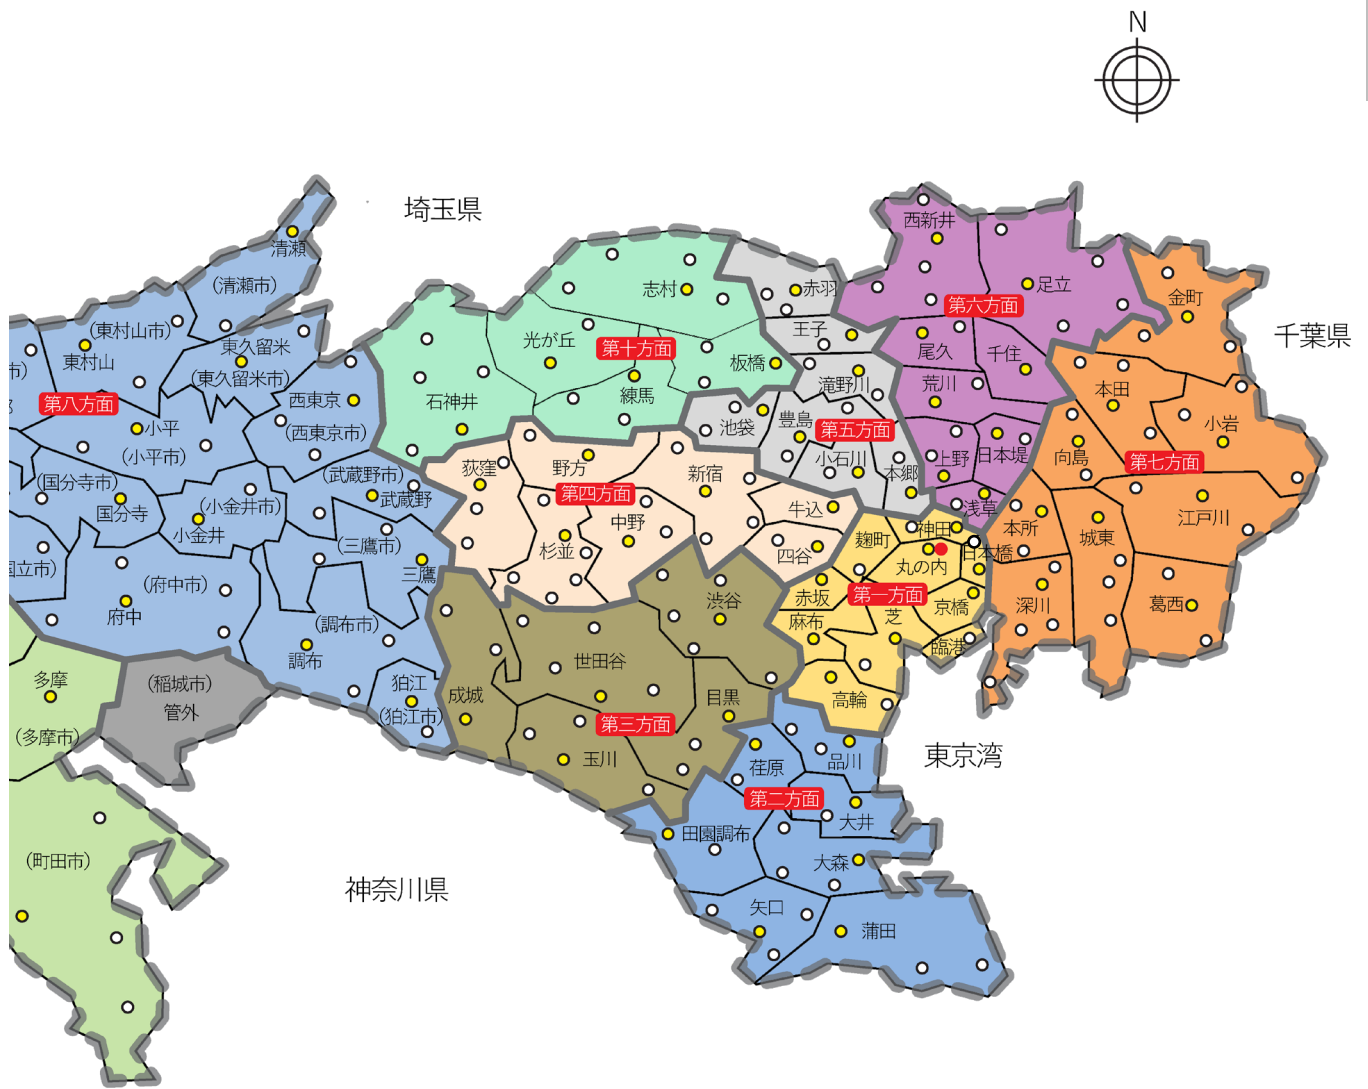 N
埼玉県
千葉県
東京湾
神奈川県
清瀬
(清瀬市)
(東村山市)
東村山
東久留米
(東久留米市)
市)
第八方面
小平
(小平市)
西東京
(西東京市)
(国分寺市)
国分寺
(小金井市)
小金井
(武蔵野市)
武蔵野
(三鷹市)
三鷹
国立市)
(府中市)
府中
(調布市)
調布
狛江
(狛江市)
多摩
(多摩市)
(稲城市)
管外
(町田市)
志村
光が丘
第十方面
板橋
練馬
石神井
赤羽
王子
滝野川
池袋
豊島
第五方面
小石川
本郷
西新井
足立
第六方面
尾久
千住
荒川
上野
日本堤
浅草
金町
本田
小岩
向島
第七方面
江戸川
本所
城東
深川
葛西
荻窪
野方
第四方面
新宿
中野
杉並
牛込
四谷
麹町
神田
日本橋
丸の内
赤坂
第一方面
京橋
麻布
芝
臨港
高輪
渋谷
世田谷
成城
目黒
第三方面
玉川
荏原
品川
第二方面
大井
田園調布
大森
矢口
蒲田